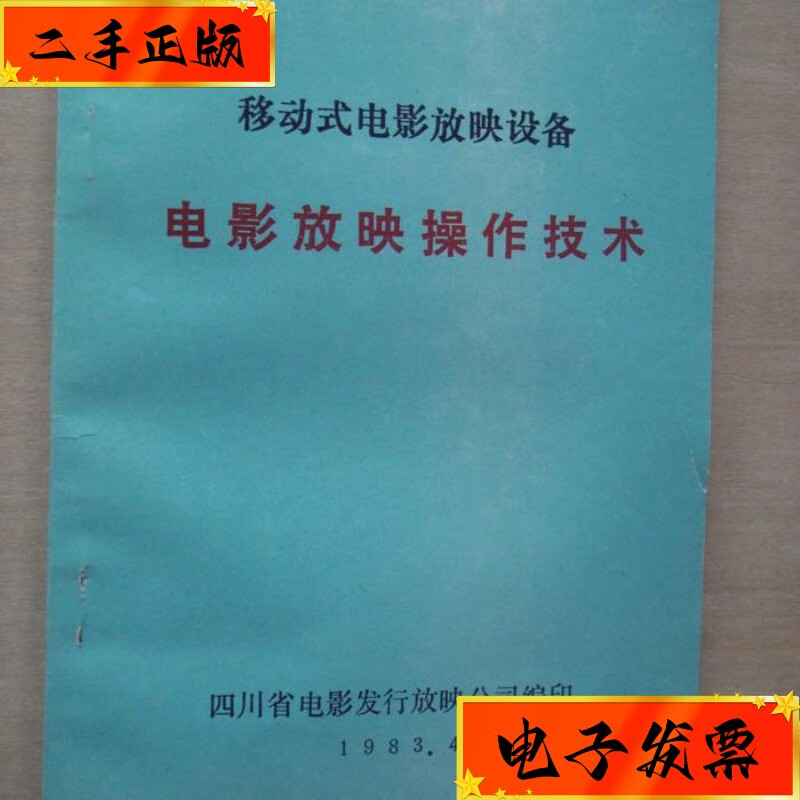 二手正版
移动式电影放映设备
电影放映操作技术
四川省电影发行放映公司编印
1983.4
电子发票